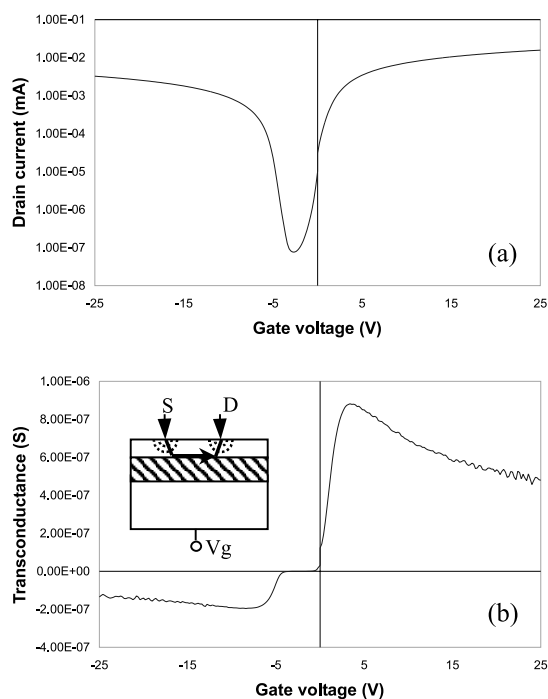 1.00E-01
1.00E-02
1.00E-03
1.00E-04
1.00E-05
1.00E-06
1.00E-07
1.00E-08
Drain current (mA)
-25 -15 -5 5 15 25
Gate voltage (V)
(a)
1.00E-06
8.00E-07
6.00E-07
4.00E-07
2.00E-07
0.00E+00
-2.00E-07
-4.00E-07
Transconductance (S)
S D
Vg
-25 -15 -5 5 15 25
Gate voltage (V)
(b)